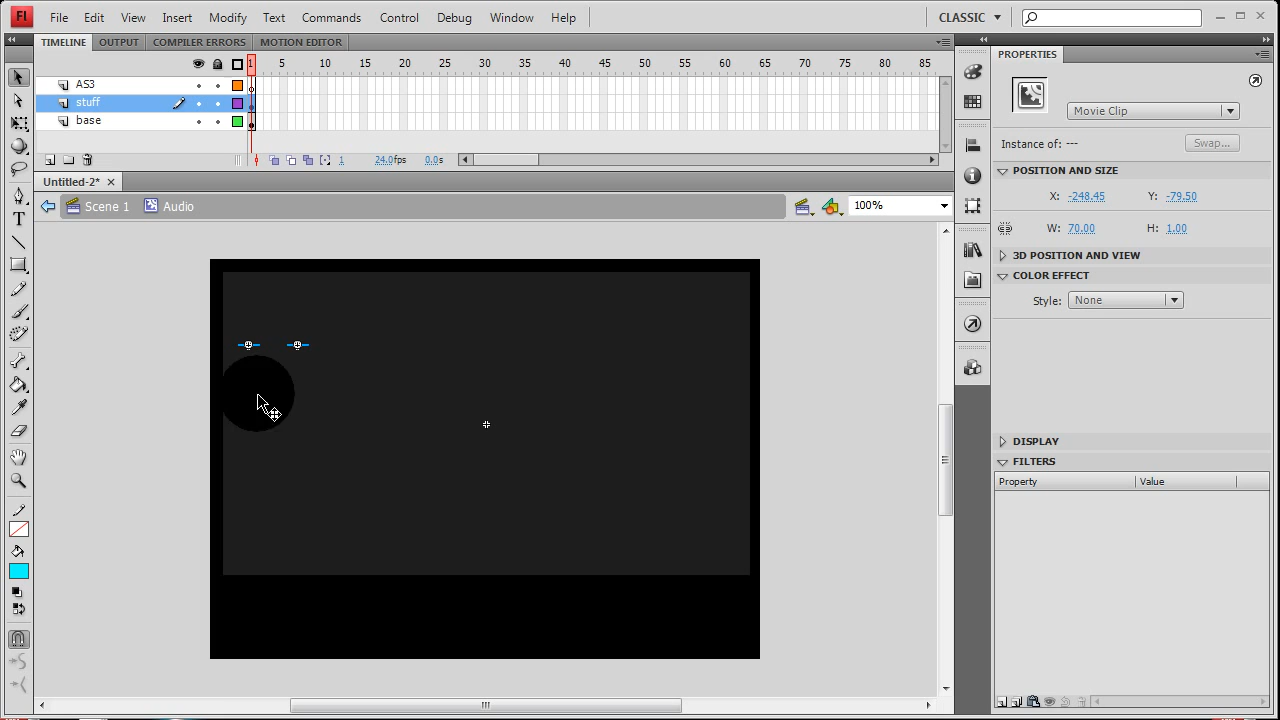 Fl File Edit View Insert Modify Text Commands Control Debug Window Help CLASSIC
TIMELINE OUTPUT COMPILER ERRORS MOTION EDITOR
1 5 10 15 20 25 30 35 40 45 50 55 60 65 70 75 80 85
AS3
stuff
base
1 24.0fps 0.0s
Untitled-2*
Scene 1 Audio 100%
T
PROPERTIES
Movie Clip
Instance of: --- Swap...
POSITION AND SIZE
X: -248.45 Y: -79.50
W: 70.00 H: 1.00
3D POSITION AND VIEW
COLOR EFFECT
Style: None
DISPLAY
FILTERS
Property Value